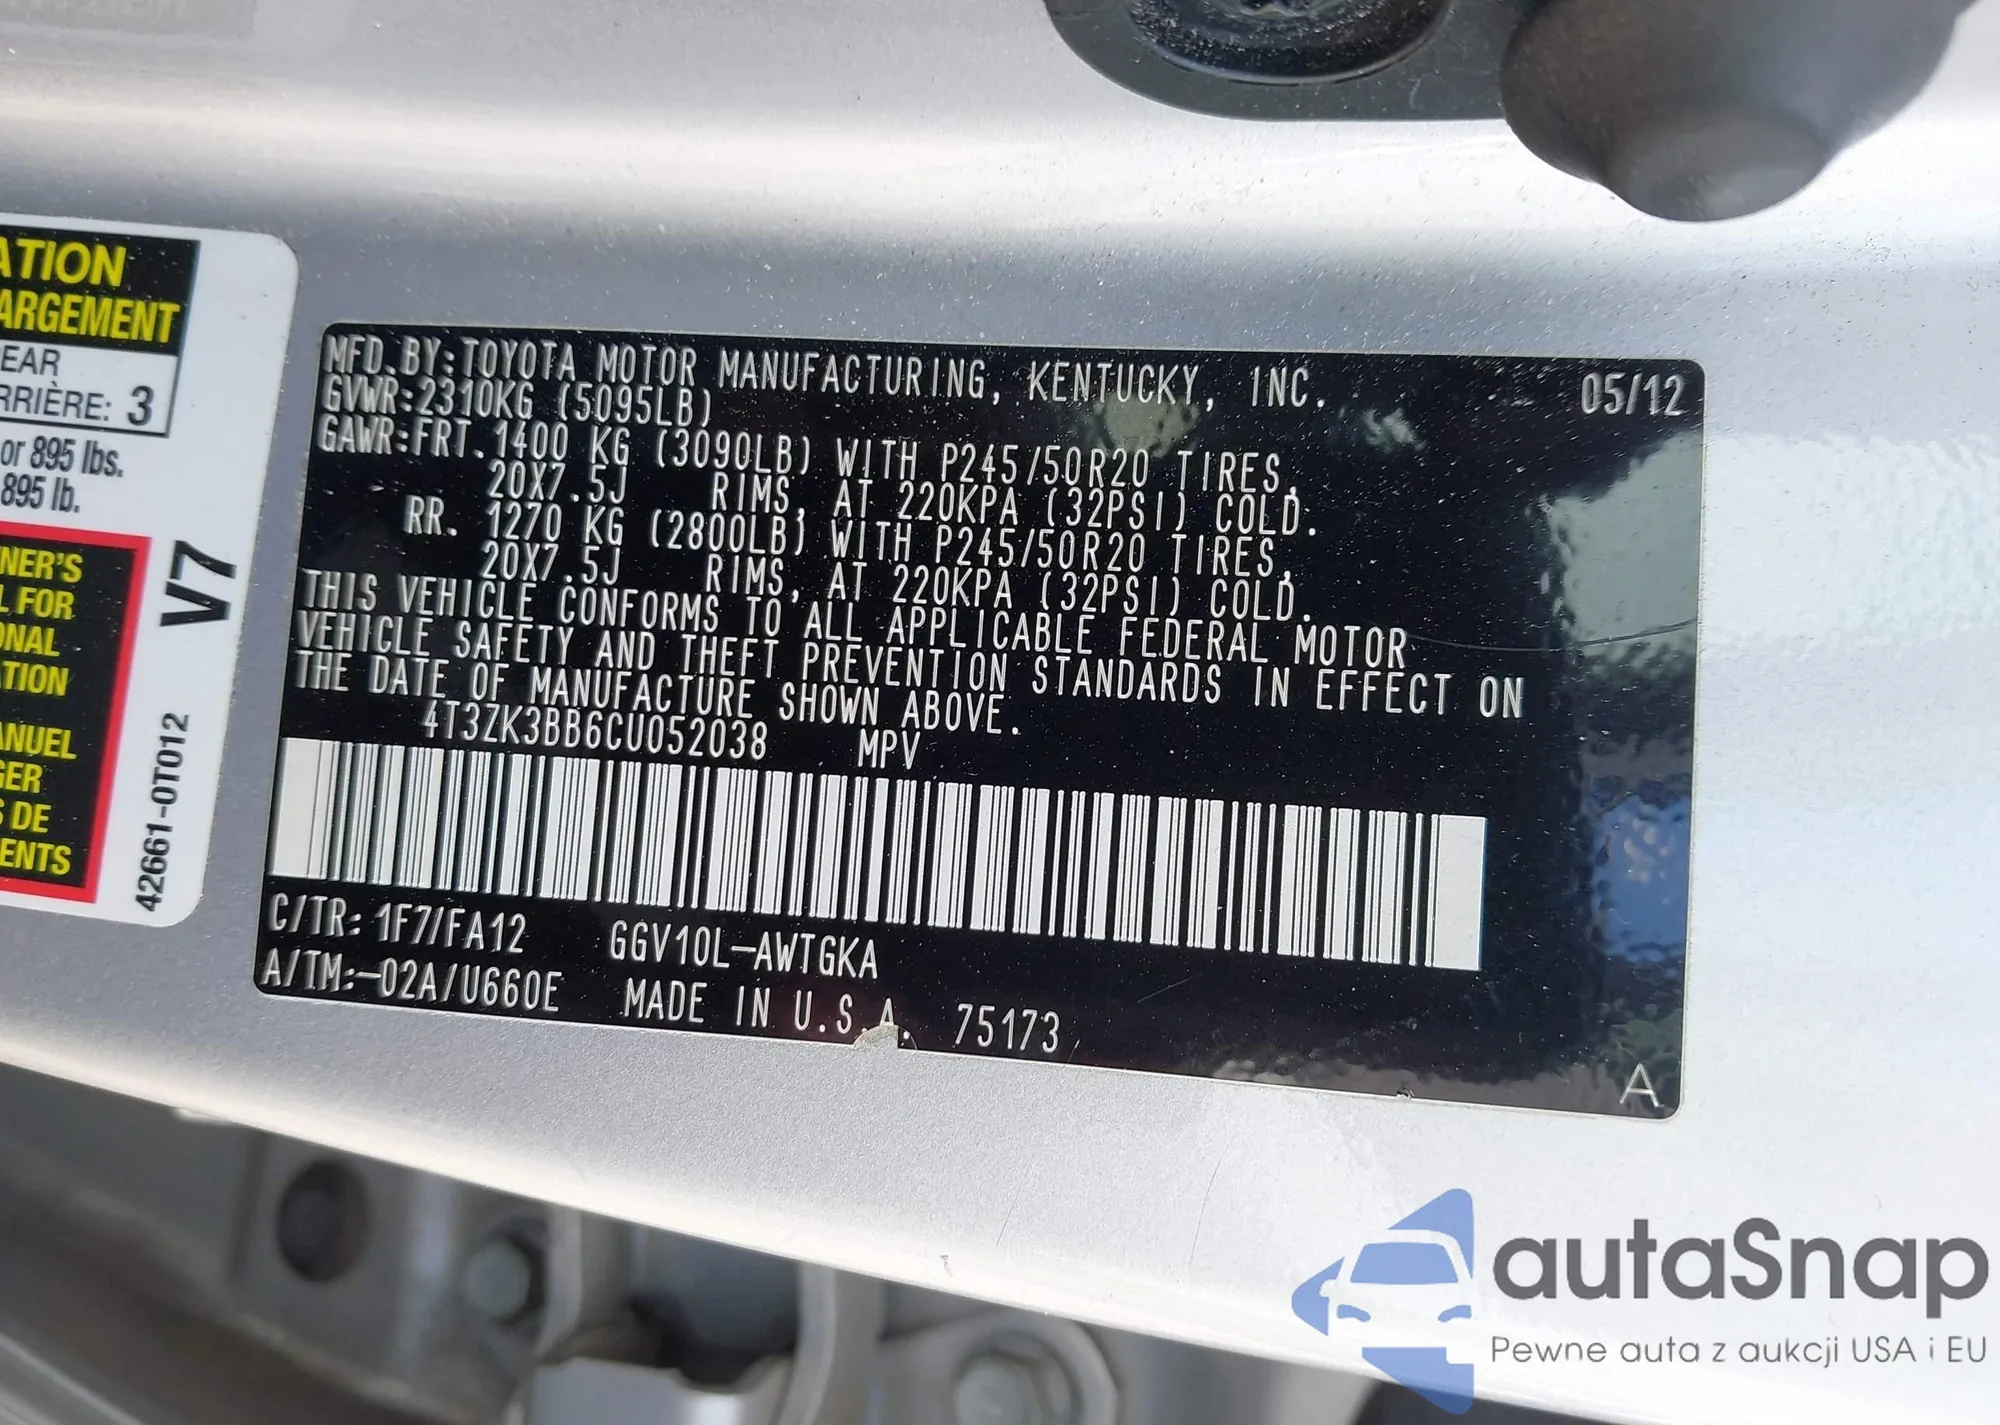 ATION
ARGEMENT
EAR
RRIÈRE: 3
or 895 lbs.
895 lb.
NER'S
L FOR
ONAL
TION
ANUEL
GER
S DE
ENTS
V7
42661-0T012
MFD.BY:TOYOTA MOTOR MANUFACTURING, KENTUCKY, INC. 05/12
GVWR:2310KG (5095LB)
GAWR:FRT.1400 KG (3090LB) WITH P245/50R20 TIRES,
20X7.5J RIMS, AT 220KPA (32PSI) COLD.
RR. 1270 KG (2800LB) WITH P245/50R20 TIRES,
20X7.5J RIMS, AT 220KPA (32PSI) COLD.
THIS VEHICLE CONFORMS TO ALL APPLICABLE FEDERAL MOTOR
VEHICLE SAFETY AND THEFT PREVENTION STANDARDS IN EFFECT ON
THE DATE OF MANUFACTURE SHOWN ABOVE.
4T3ZK3BB6CU052038 MPV
C/TR: 1F7/FA12 GGV10L-AWTGKA
A/TM:-02A/U660E MADE IN U.S.A. 75173
A
autaSnap
Pewne auta z aukcji USA i EU